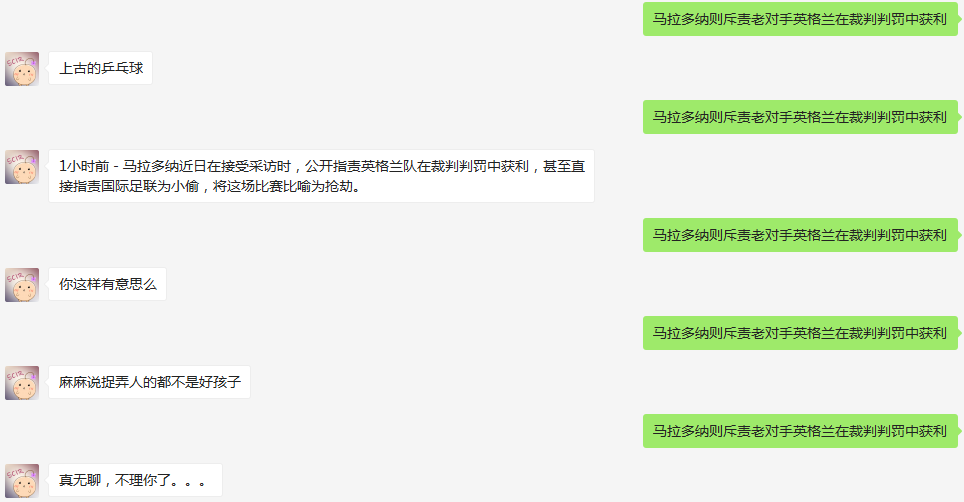 马拉多纳则斥责老对手英格兰在裁判判罚中获利
上古的乒乓球
马拉多纳则斥责老对手英格兰在裁判判罚中获利
1小时前 - 马拉多纳近日在接受采访时，公开指责英格兰队在裁判判罚中获利，甚至直
接指责国际足联为小偷，将这场比赛比喻为抢劫。
马拉多纳则斥责老对手英格兰在裁判判罚中获利
你这样有意思么
马拉多纳则斥责老对手英格兰在裁判判罚中获利
麻麻说捉弄人的都不是好孩子
马拉多纳则斥责老对手英格兰在裁判判罚中获利
真无聊，不理你了。。。
SCIR
SCIR
SCIR
SCIR
SCIR